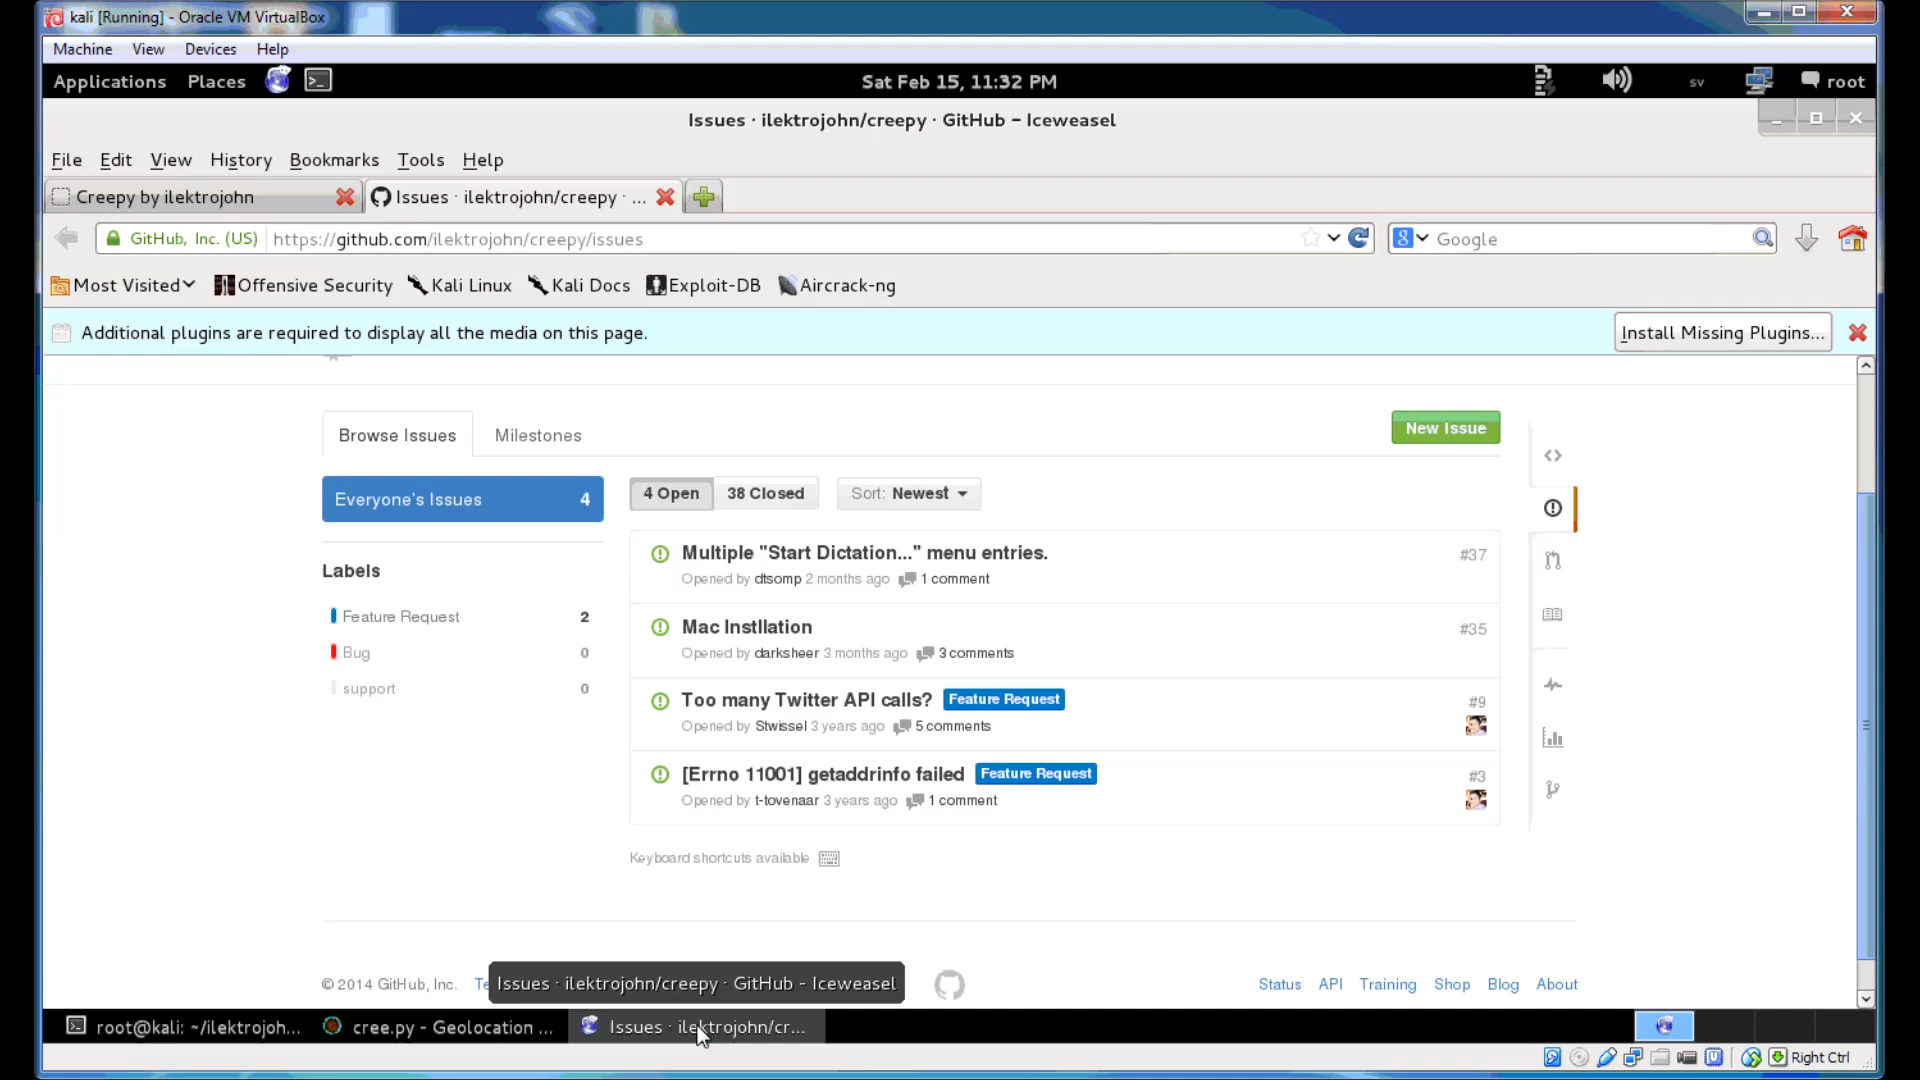 kali [Running] - Oracle VM VirtualBox
Machine View Devices Help
Applications Places Sat Feb 15, 11:32 PM sv root
Issues · ilektrojohn/creepy · GitHub - Iceweasel
File Edit View History Bookmarks Tools Help
Creepy by ilektrojohn Issues · ilektrojohn/creepy · ...
GitHub, Inc. (US) https://github.com/ilektrojohn/creepy/issues Google
Most Visited Offensive Security Kali Linux Kali Docs Exploit-DB Aircrack-ng
Additional plugins are required to display all the media on this page. Install Missing Plugins...
Browse Issues Milestones New Issue
Everyone's Issues 4
4 Open 38 Closed Sort: Newest
Labels
Feature Request 2
Bug 0
support 0
Multiple "Start Dictation..." menu entries. #37
Opened by dtsomp 2 months ago 1 comment
Mac Instllation #35
Opened by darksheer 3 months ago 3 comments
Too many Twitter API calls? Feature Request #9
Opened by Stwissel 3 years ago 5 comments
[Errno 11001] getaddrinfo failed Feature Request #3
Opened by t-tovenaar 3 years ago 1 comment
Keyboard shortcuts available
© 2014 GitHub, Inc. Te
Issues · ilektrojohn/creepy · GitHub - Iceweasel
Status API Training Shop Blog About
root@kali: ~/ilektrojoh... cree.py - Geolocation ... Issues · ilektrojohn/cr...
Right Ctrl